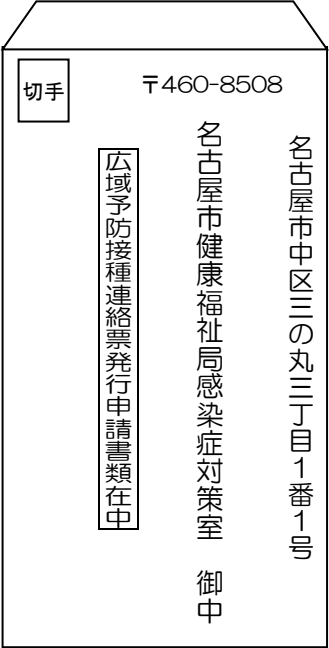 切手
〒460-8508
名古屋市中区三の丸三丁目1番1号
名古屋市健康福祉局感染症対策室 御中
広域予防接種連絡票発行申請書類在中